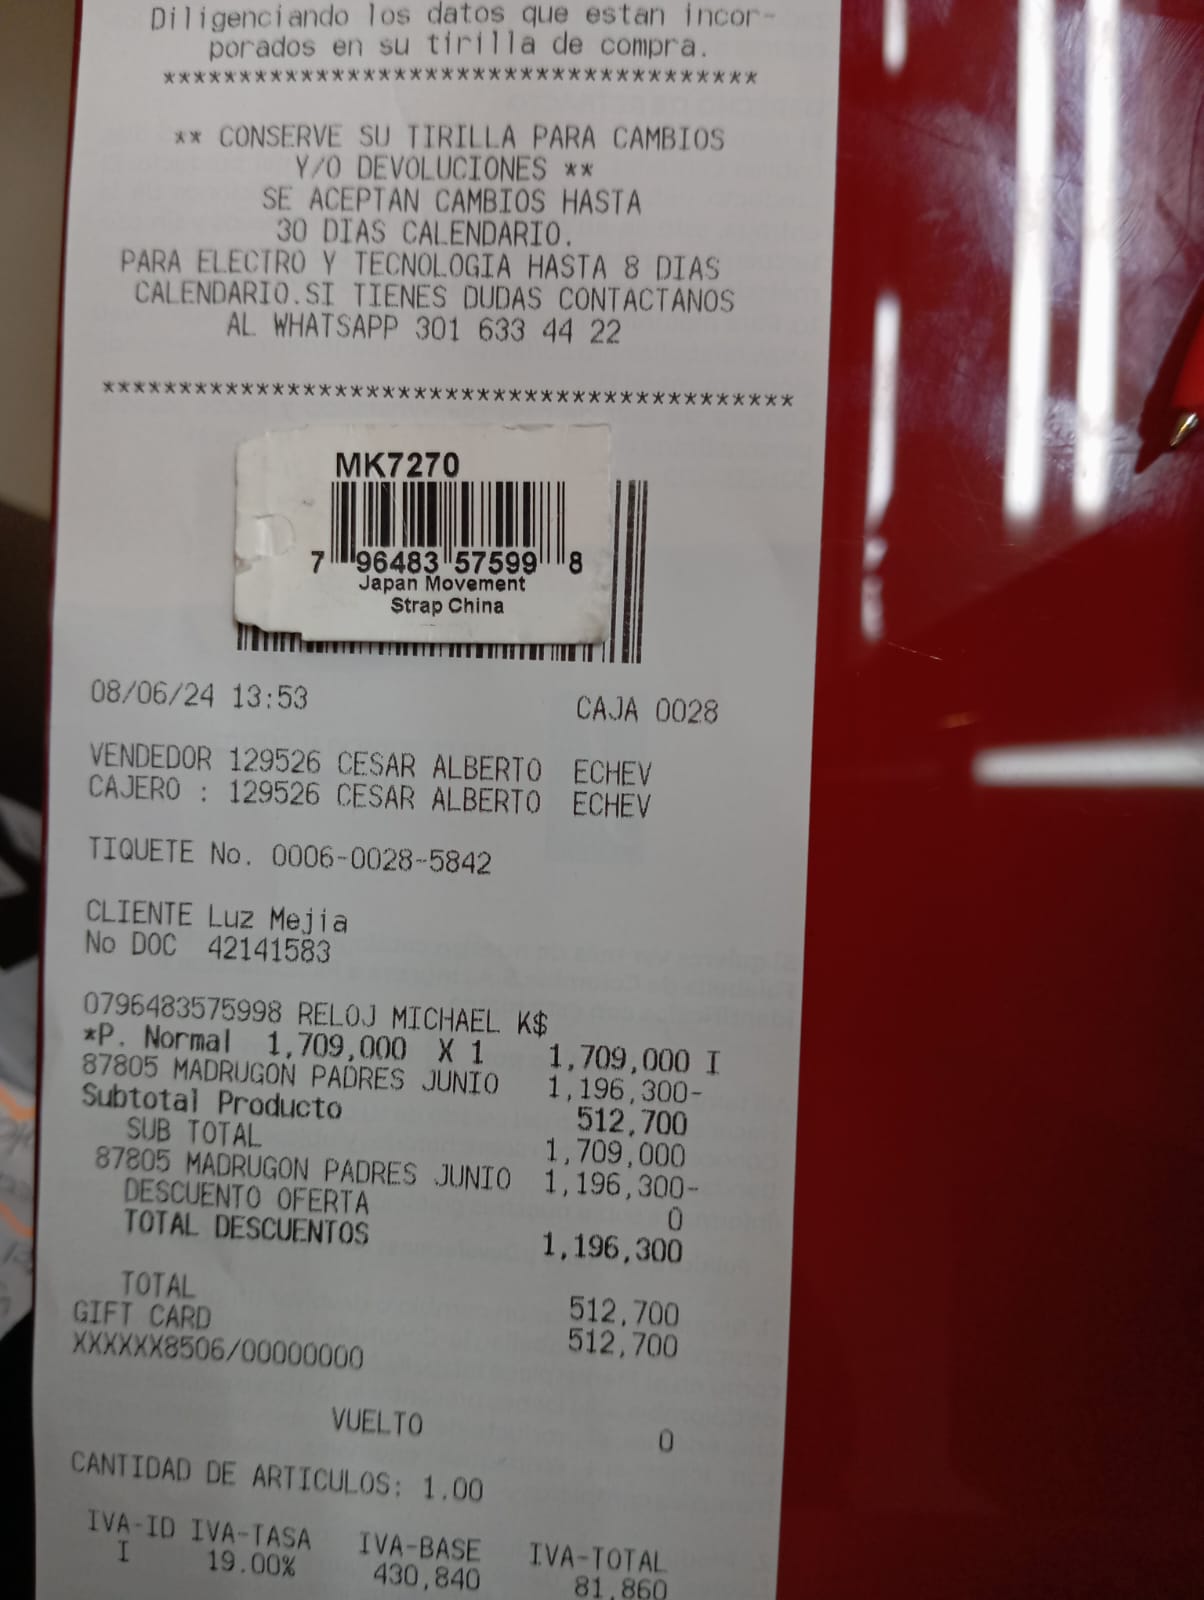 Diligenciando los datos que estan incor-
porados en su tirilla de compra.
***************************************
** CONSERVE SU TIRILLA PARA CAMBIOS
Y/O DEVOLUCIONES **
SE ACEPTAN CAMBIOS HASTA
30 DIAS CALENDARIO.
PARA ELECTRO Y TECNOLOGIA HASTA 8 DIAS
CALENDARIO.SI TIENES DUDAS CONTACTANOS
AL WHATSAPP 301 633 44 22
*********************************************
MK7270
7 96483 57599 8
Japan Movement
Strap China
08/06/24 13:53 CAJA 0028
VENDEDOR 129526 CESAR ALBERTO ECHEV
CAJERO : 129526 CESAR ALBERTO ECHEV
TIQUETE No. 0006-0028-5842
CLIENTE Luz Mejia
No DOC 42141583
0796483575998 RELOJ MICHAEL K$
*P. Normal 1,709,000 X 1 1,709,000 I
87805 MADRUGON PADRES JUNIO 1,196,300-
Subtotal Producto 512,700
SUB TOTAL 1,709,000
87805 MADRUGON PADRES JUNIO 1,196,300-
DESCUENTO OFERTA 0
TOTAL DESCUENTOS 1,196,300
TOTAL 512,700
GIFT CARD 512,700
XXXXXX8506/00000000
VUELTO 0
CANTIDAD DE ARTICULOS: 1.00
IVA-ID IVA-TASA IVA-BASE IVA-TOTAL
I 19.00% 430,840 81,860